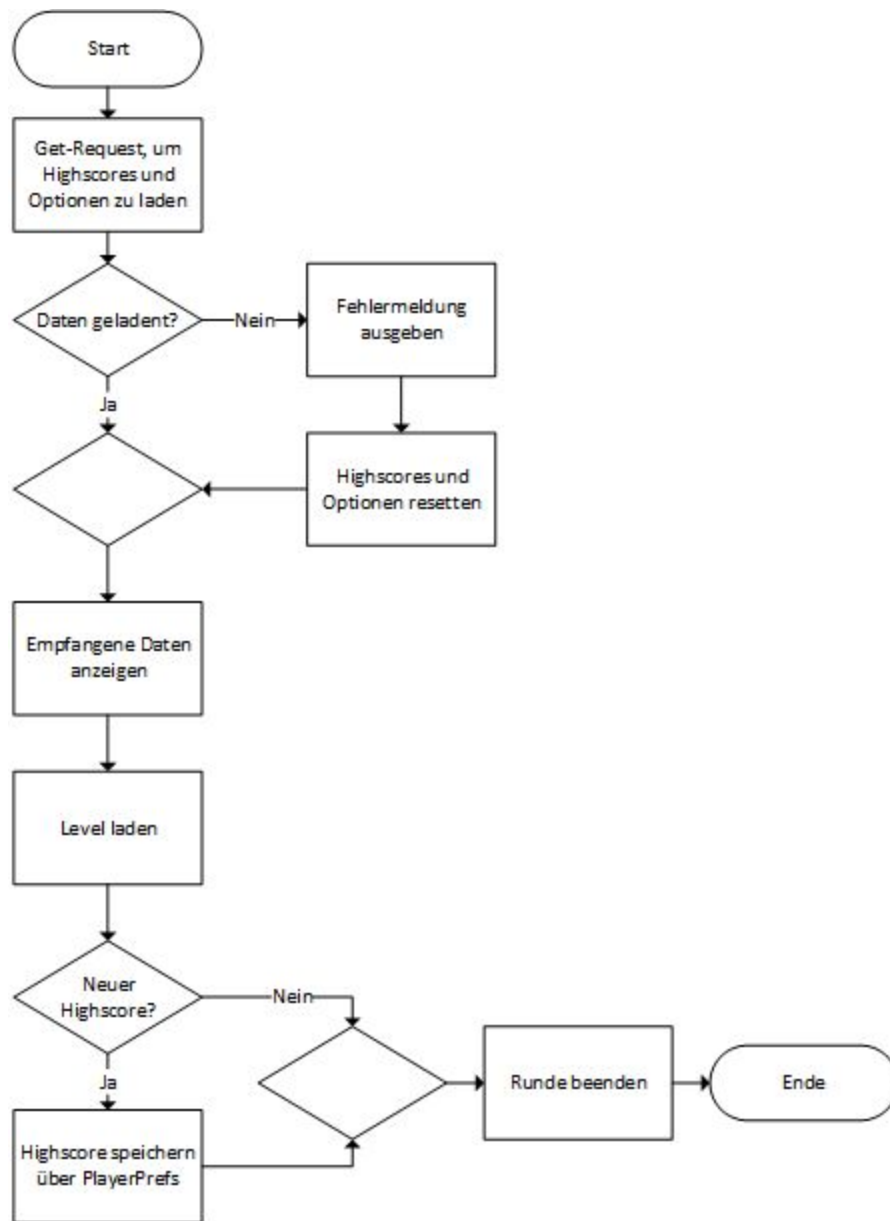 Start
Get-Request, um
Highscores und
Optionen zu laden
Daten geladent?
Nein
Fehlermeldung
ausgeben
Ja
Highscores und
Optionen resetten
Empfangene Daten
anzeigen
Level laden
Neuer
Highscore?
Nein
Ja
Runde beenden
Ende
Highscore speichern
über PlayerPrefs